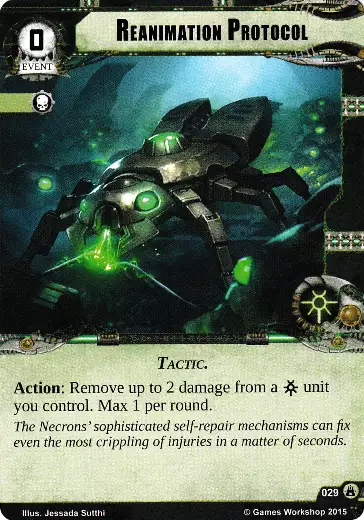 0
EVENT
REANIMATION PROTOCOL
TACTIC.
Action: Remove up to 2 damage from a unit
you control. Max 1 per round.
The Necrons' sophisticated self-repair mechanisms can fix
even the most crippling of injuries in a matter of seconds.
029
Illus. Jessada Sutthi
© Games Workshop 2015